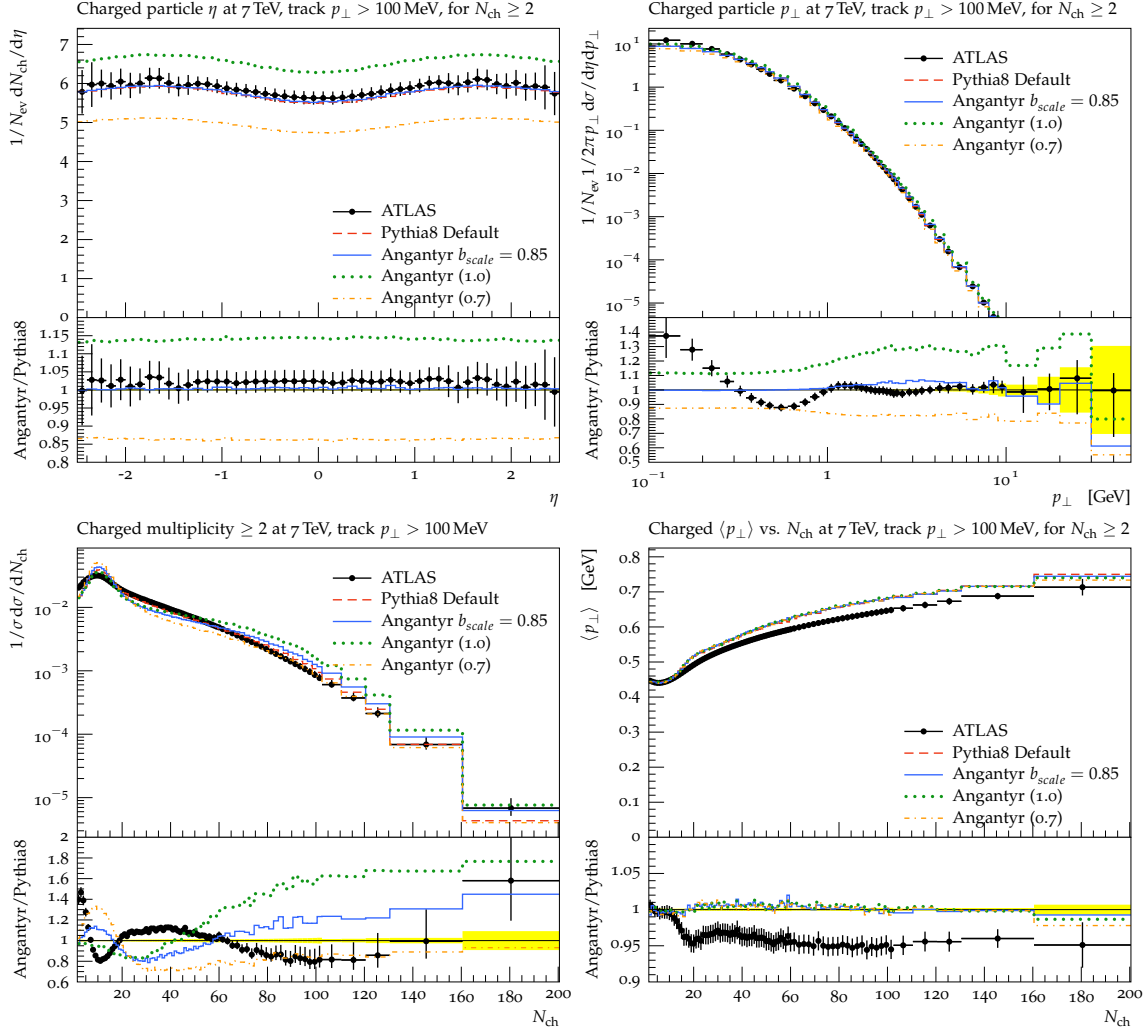 Charged particle η at 7 TeV, track p⊥ > 100 MeV, for Nch ≥ 2
1/Nev dNch/dη
7
6
5
4
3
2
1
0
ATLAS
Pythia8 Default
Angantyr bscale = 0.85
Angantyr (1.0)
Angantyr (0.7)
Angantyr/Pythia8
1.15
1.1
1.05
1
0.95
0.9
0.85
0.8
-2 -1 0 1 2
η
Charged particle p⊥ at 7 TeV, track p⊥ > 100 MeV, for Nch ≥ 2
1/Nev 1/2πp⊥ dσ/dηdp⊥
10^1
1
10^−1
10^−2
10^−3
10^−4
10^−5
ATLAS
Pythia8 Default
Angantyr bscale = 0.85
Angantyr (1.0)
Angantyr (0.7)
Angantyr/Pythia8
1.4
1.3
1.2
1.1
1.0
0.9
0.8
0.7
0.6
0.5
10^−1 1 10^1
p⊥ [GeV]
Charged multiplicity ≥ 2 at 7 TeV, track p⊥ > 100 MeV
1/σ dσ/dNch
10^−2
10^−3
10^−4
10^−5
ATLAS
Pythia8 Default
Angantyr bscale = 0.85
Angantyr (1.0)
Angantyr (0.7)
Angantyr/Pythia8
2
1.8
1.6
1.4
1.2
1
0.8
0.6
20 40 60 80 100 120 140 160 180 200
Nch
Charged ⟨p⊥⟩ vs. Nch at 7 TeV, track p⊥ > 100 MeV, for Nch ≥ 2
⟨p⊥⟩ [GeV]
0.8
0.7
0.6
0.5
0.4
0.3
0.2
0.1
0
ATLAS
Pythia8 Default
Angantyr bscale = 0.85
Angantyr (1.0)
Angantyr (0.7)
Angantyr/Pythia8
1.05
1
0.95
0.9
20 40 60 80 100 120 140 160 180 200
Nch